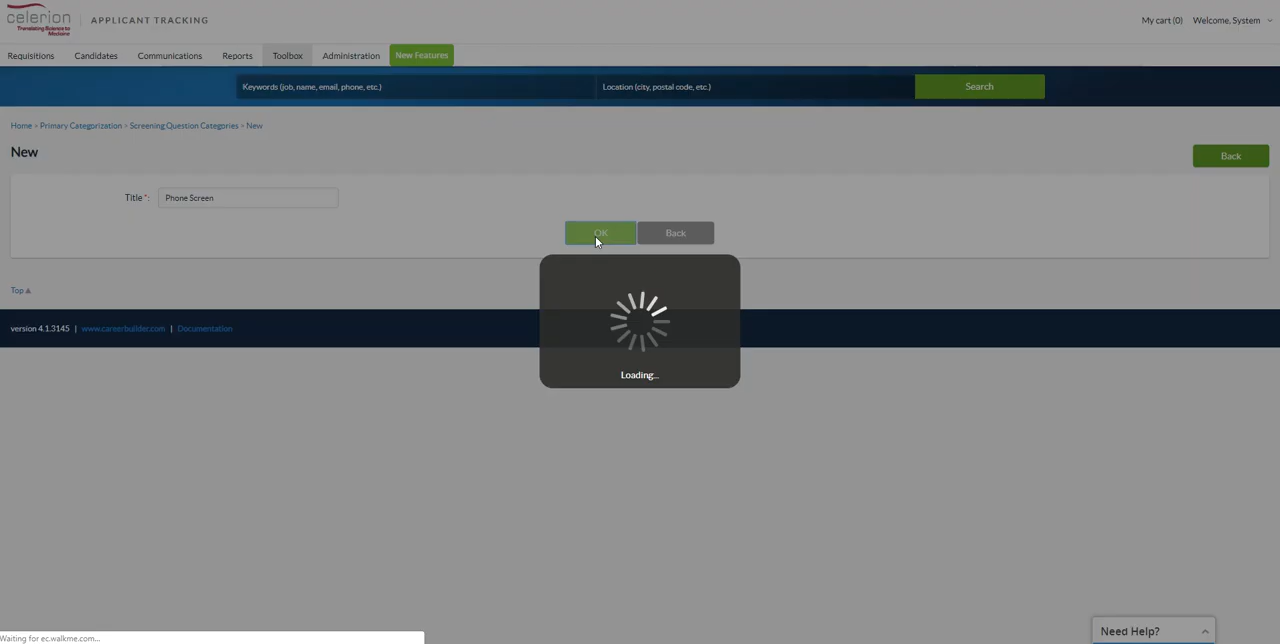 celerion
Translating Science to
Medicine
APPLICANT TRACKING
My cart (0) Welcome, System
Requisitions Candidates Communications Reports Toolbox Administration New Features
Keywords (job, name, email, phone, etc.) Location (city, postal code, etc.) Search
Home > Primary Categorization > Screening Question Categories > New
New
Back
Title *: Phone Screen
OK Back
Loading...
Top
version 4.1.3145 | www.careerbuilder.com | Documentation
Waiting for ec.walkme.com...
Need Help?